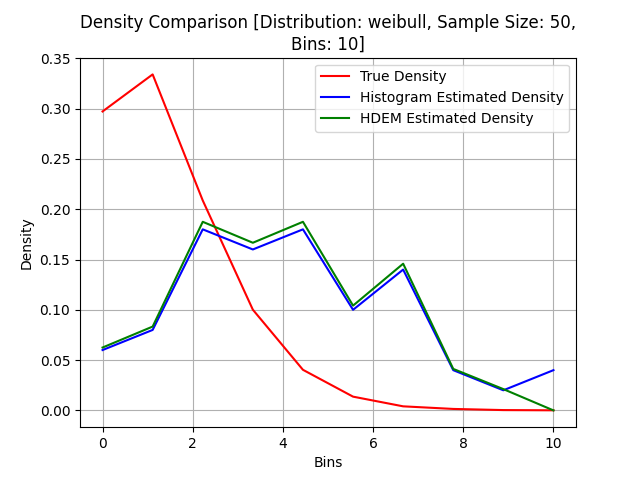 Density Comparison [Distribution: weibull, Sample Size: 50,
Bins: 10]
True Density
Histogram Estimated Density
HDEM Estimated Density
0.35
0.30
0.25
0.20
0.15
0.10
0.05
0.00
Density
0 2 4 6 8 10
Bins